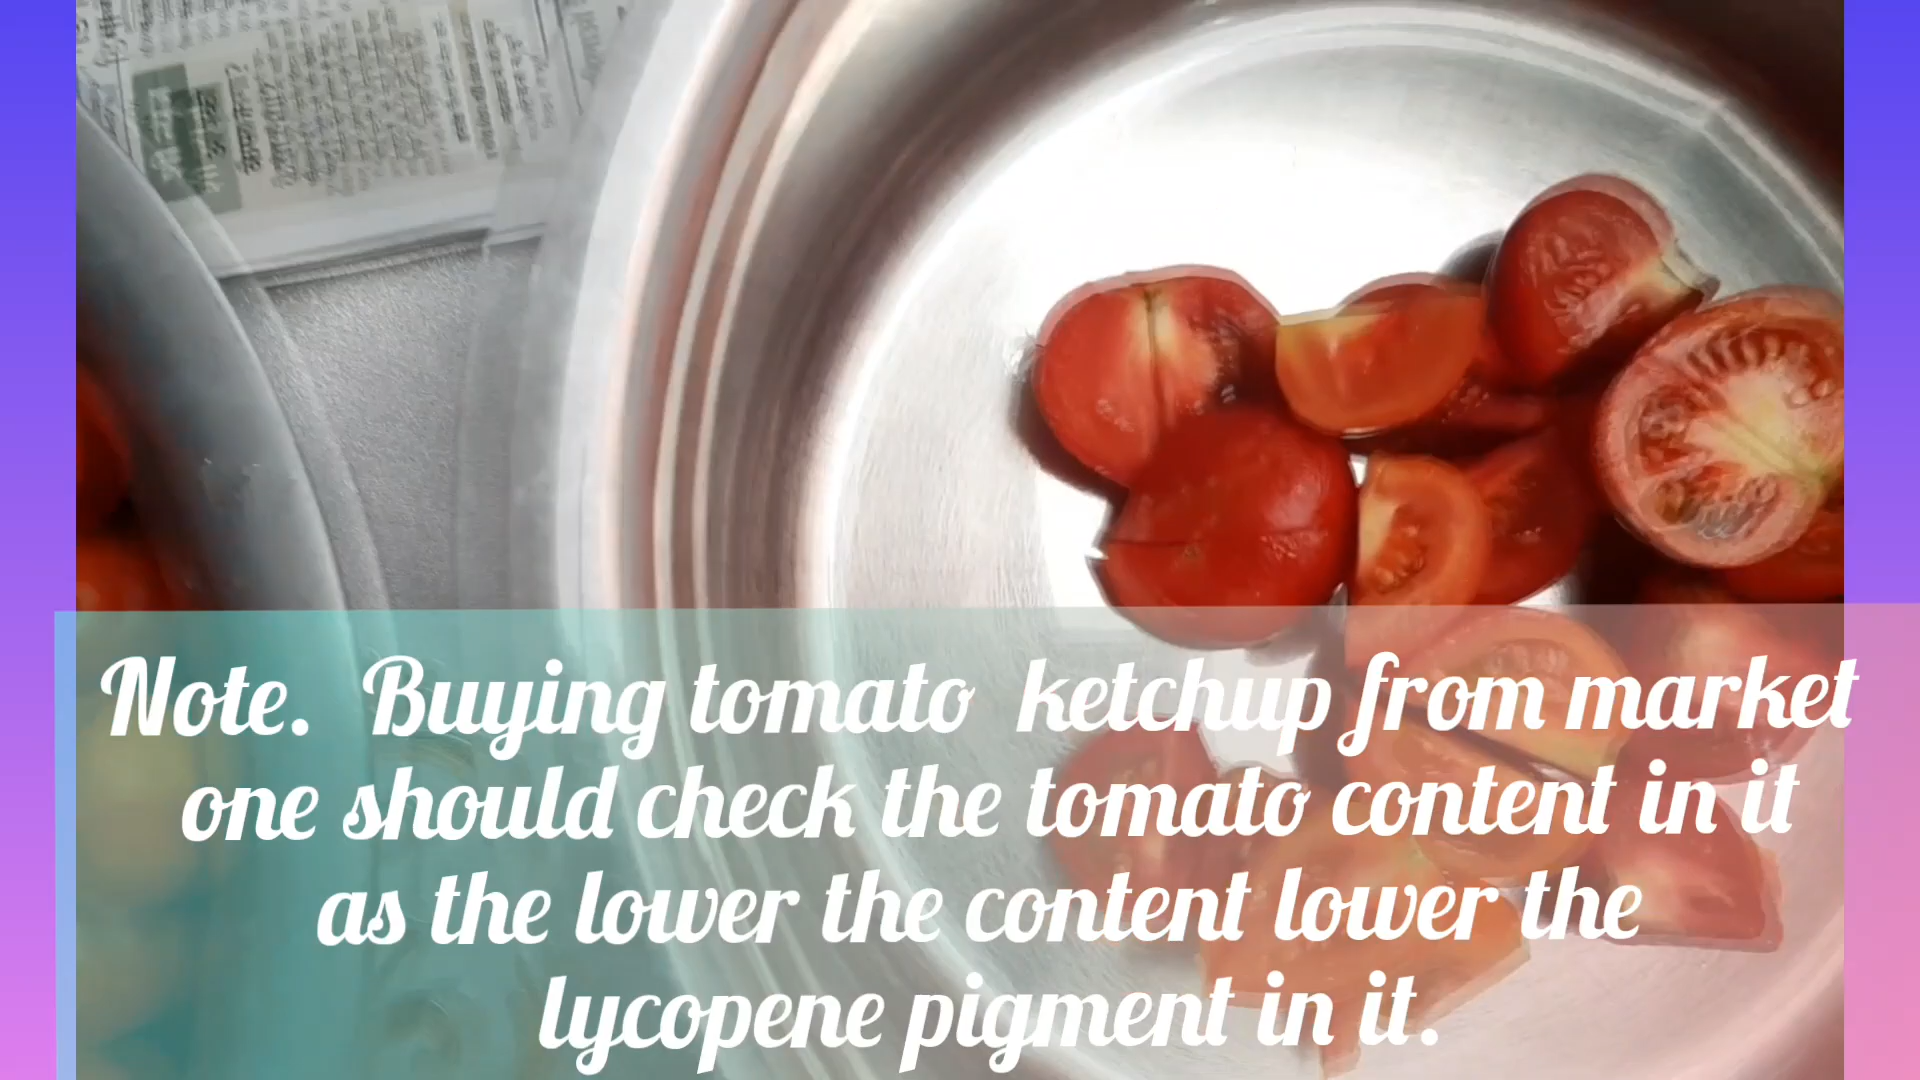 Note. Buying tomato ketchup from market
one should check the tomato content in it
as the lower the content lower the
lycopene pigment in it.